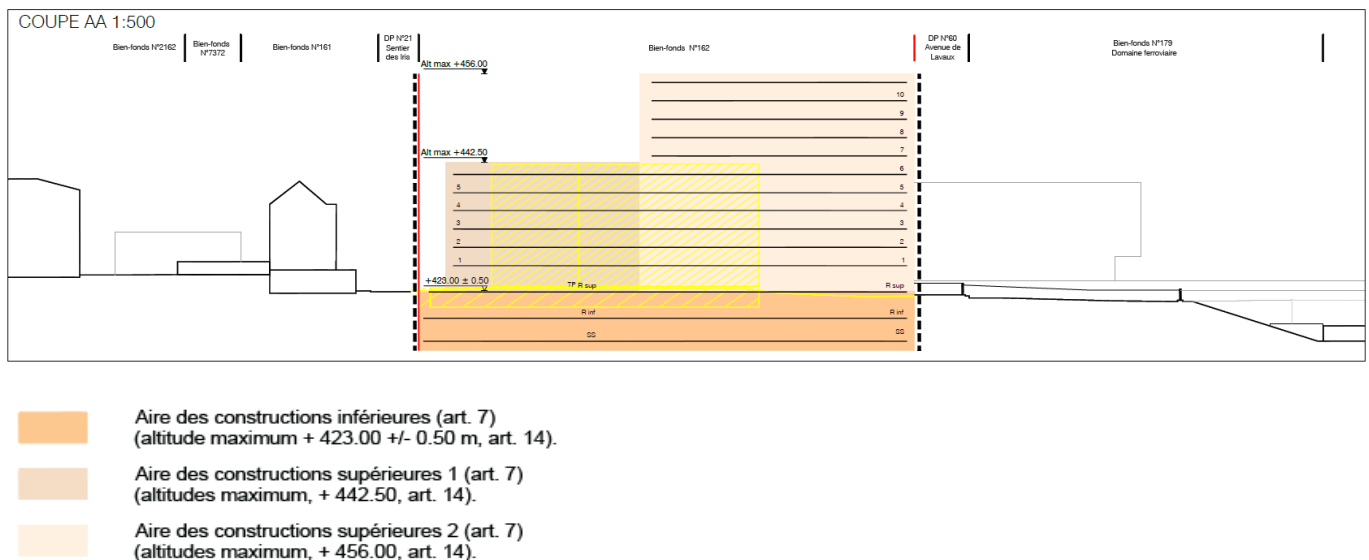 COUPE AA 1:500
Bien-fonds N°2162
Bien-fonds
N°7372
Bien-fonds N°161
DP N°21
Sentier
des Iris
Bien-fonds N°162
DP N°60
Avenue de
Lavaux
Bien-fonds N°179
Domaine ferroviaire
Alt max +456.00
10
9
8
7
Alt max +442.50
6
5
5
4
4
3
3
2
2
1
1
+423.00 ± 0.50
TP R sup
R sup
R inf
R inf
SS
SS
Aire des constructions inférieures (art. 7)
(altitude maximum + 423.00 +/- 0.50 m, art. 14).
Aire des constructions supérieures 1 (art. 7)
(altitudes maximum, + 442.50, art. 14).
Aire des constructions supérieures 2 (art. 7)
(altitudes maximum, + 456.00, art. 14).